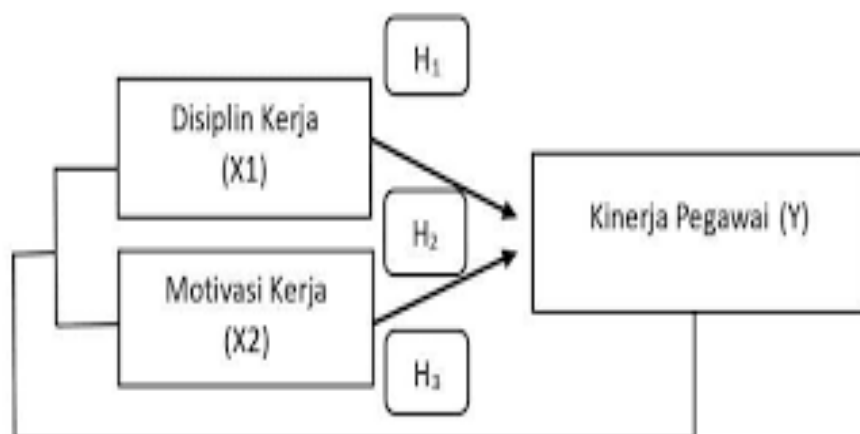 H₁
Disiplin Kerja
(X1)
Kinerja Pegawai (Y)
H₂
Motivasi Kerja
(X2)
H₃